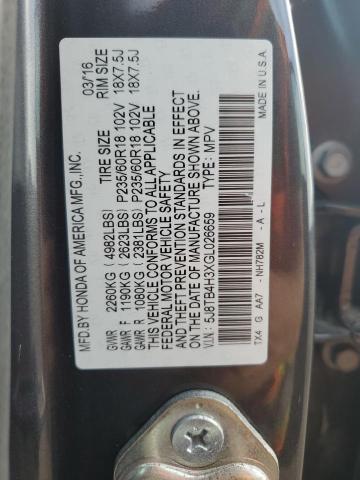 MFD.BY HONDA OF AMERICA MFG.,INC. 03/16
TIRE SIZE RIM SIZE
GVWR 2260KG (4982LBS)
GAWR F 1190KG (2623LBS) P235/60R18 102V 18X7.5J
GAWR R 1080KG (2381LBS) P235/60R18 102V 18X7.5J
THIS VEHICLE CONFORMS TO ALL APPLICABLE
FEDERAL MOTOR VEHICLE SAFETY, BUMPER,
AND THEFT PREVENTION STANDARDS IN EFFECT ON
THE DATE OF MANUFACTURE SHOWN ABOVE.
V.I.N.: 5J8TB4H3XGL026659 TYPE: MPV
TX4 G AA7 - NH782M - A - L MADE IN U.S.A